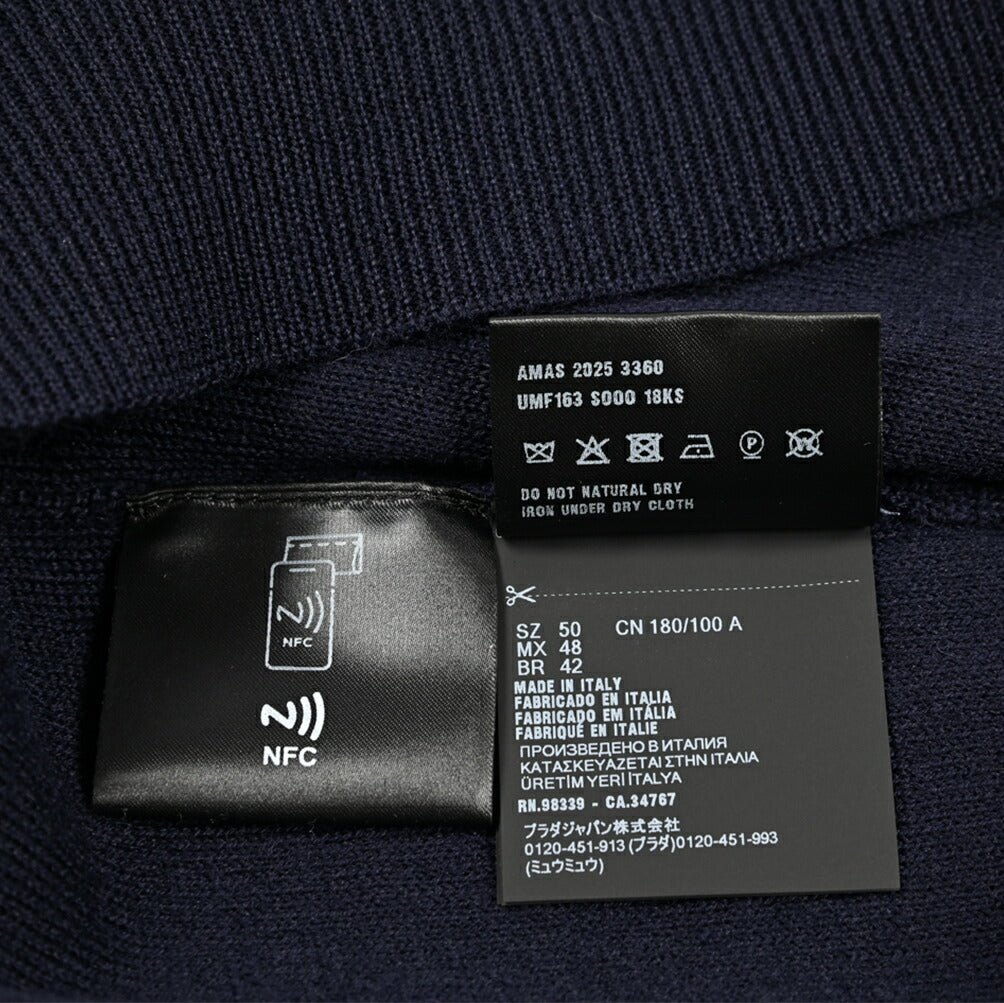 AMAS 2025 3360
UMF163 S000 18KS
P
W
DO NOT NATURAL DRY
IRON UNDER DRY CLOTH
NFC
NFC
SZ 50 CN 180/100 A
MX 48
BR 42
MADE IN ITALY
FABRICADO EN ITALIA
FABRICADO EM ITÁLIA
FABRIQUÉ EN ITALIE
ПРОИЗВЕДЕНО В ИТАЛИЯ
ΚΑΤΑΣΚΕΥΑΖΕΤΑΙ ΣΤΗΝ ΙΤΑΛΙΑ
ÜRETİM YERİ İTALYA
RN.98339 - CA.34767
プラダジャパン株式会社
0120-451-913 (プラダ)0120-451-993
(ミュウミュウ)